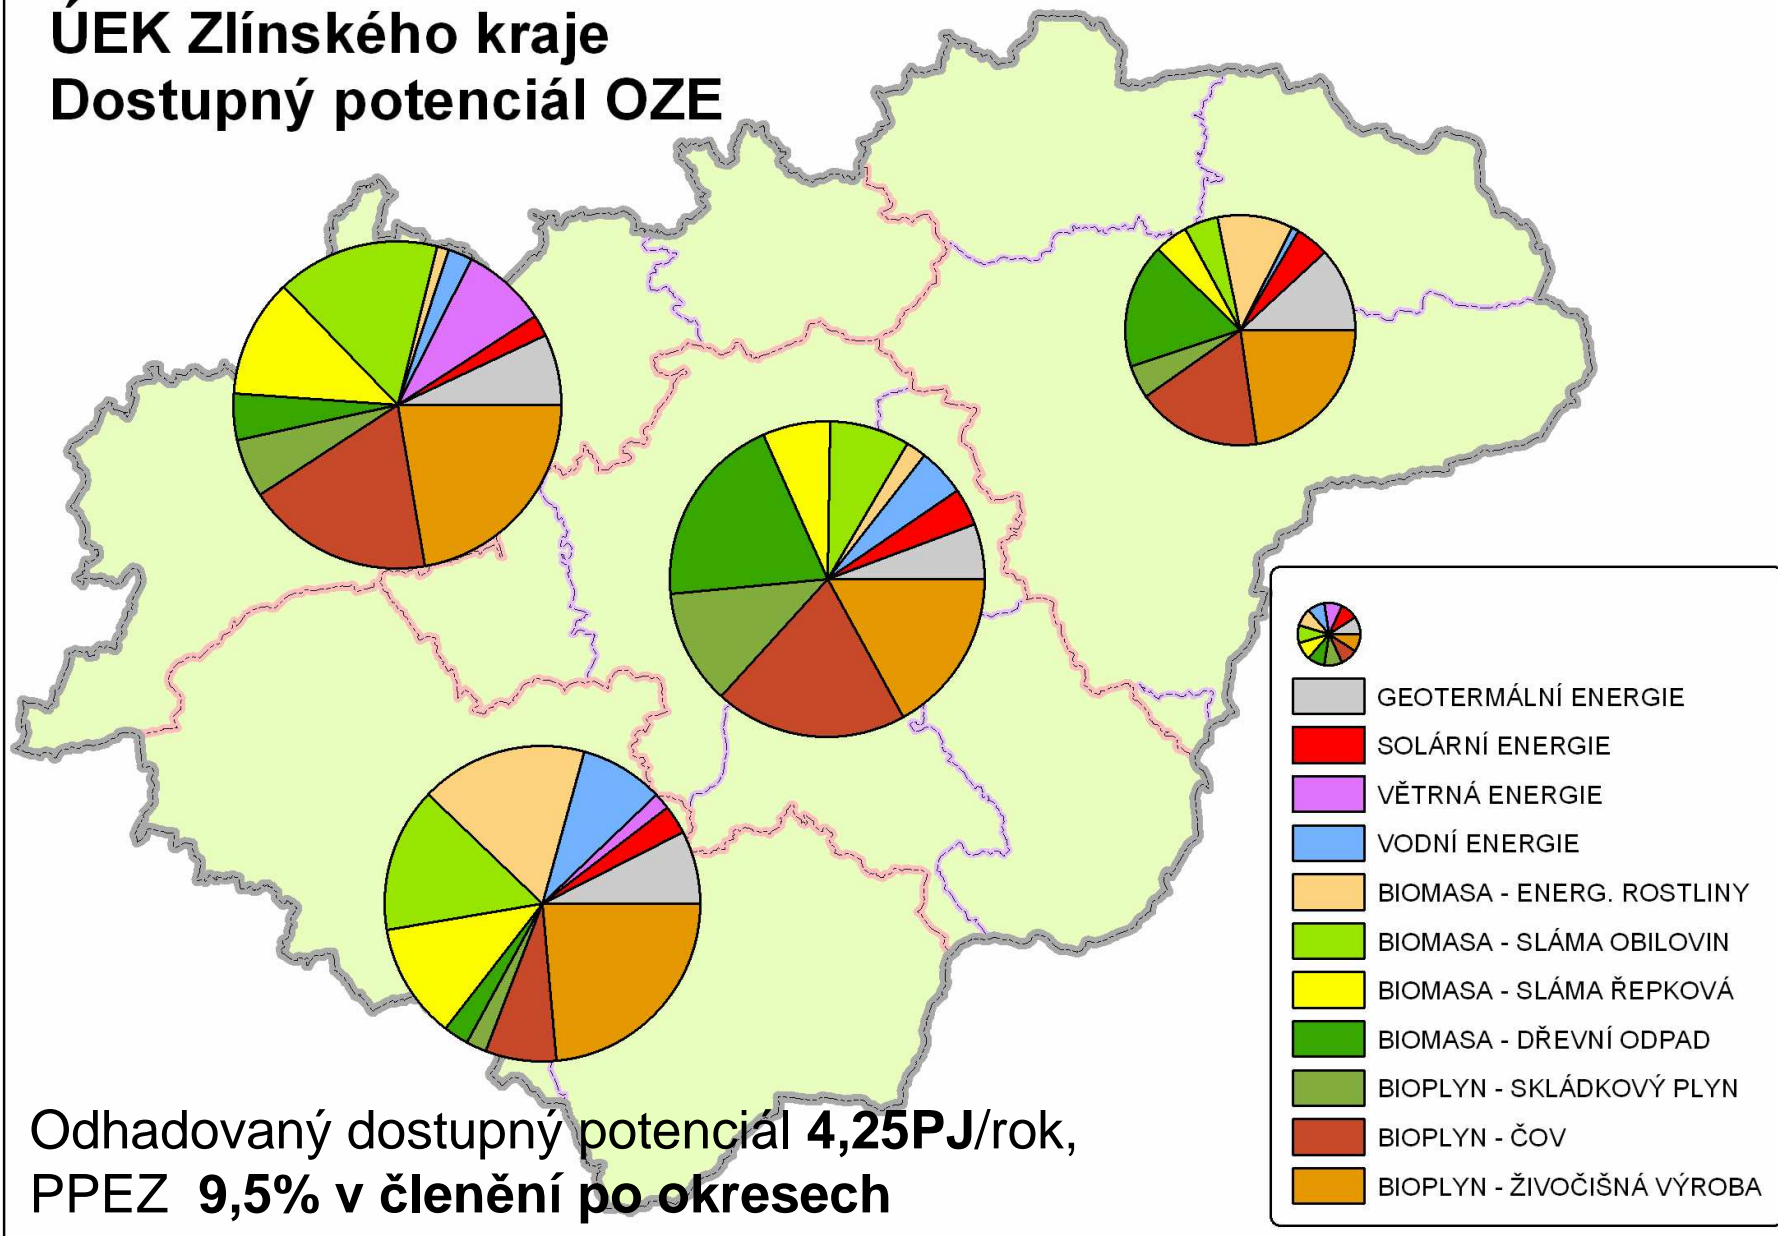 ÚEK Zlínského kraje
Dostupný potenciál OZE
GEOTERMÁLNÍ ENERGIE
SOLÁRNÍ ENERGIE
VĚTRNÁ ENERGIE
VODNÍ ENERGIE
BIOMASA - ENERG. ROSTLINY
BIOMASA - SLÁMA OBILOVIN
BIOMASA - SLÁMA ŘEPKOVÁ
BIOMASA - DŘEVNÍ ODPAD
BIOPLYN - SKLÁDKOVÝ PLYN
BIOPLYN - ČOV
BIOPLYN - ŽIVOČIŠNÁ VÝROBA
Odhadovaný dostupný potenciál 4,25PJ/rok,
PPEZ 9,5% v členění po okresech